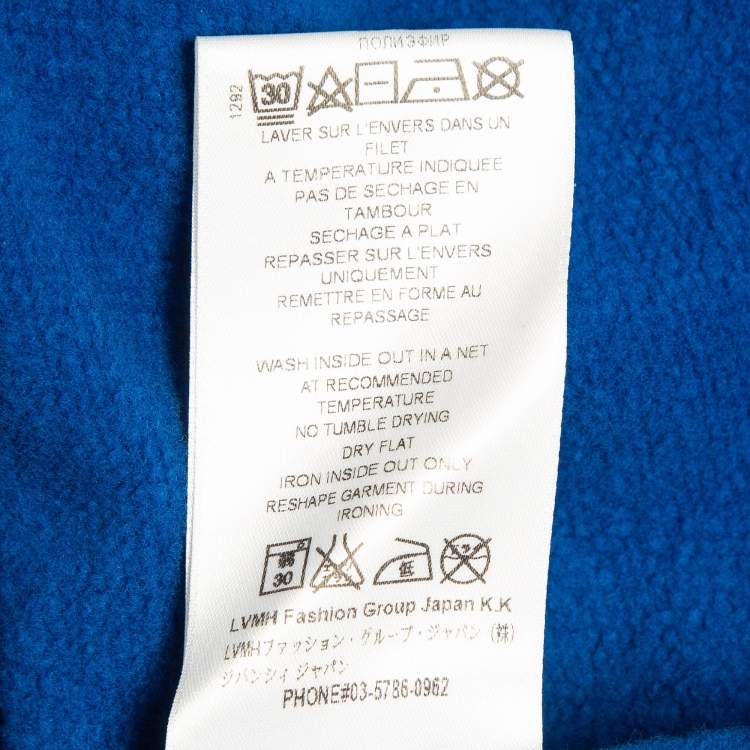 ПОЛИЭФИР
1292
30
LAVER SUR L'ENVERS DANS UN
FILET
A TEMPERATURE INDIQUEE
PAS DE SECHAGE EN
TAMBOUR
SECHAGE A PLAT
REPASSER SUR L'ENVERS
UNIQUEMENT
REMETTRE EN FORME AU
REPASSAGE
WASH INSIDE OUT IN A NET
AT RECOMMENDED
TEMPERATURE
NO TUMBLE DRYING
DRY FLAT
IRON INSIDE OUT ONLY
RESHAPE GARMENT DURING
IRONING
弱 30 低
LVMH Fashion Group Japan K.K
LVMHファッション・グループ・ジャパン (株)
ジバンシィ ジャパン
PHONE#03-5786-0962